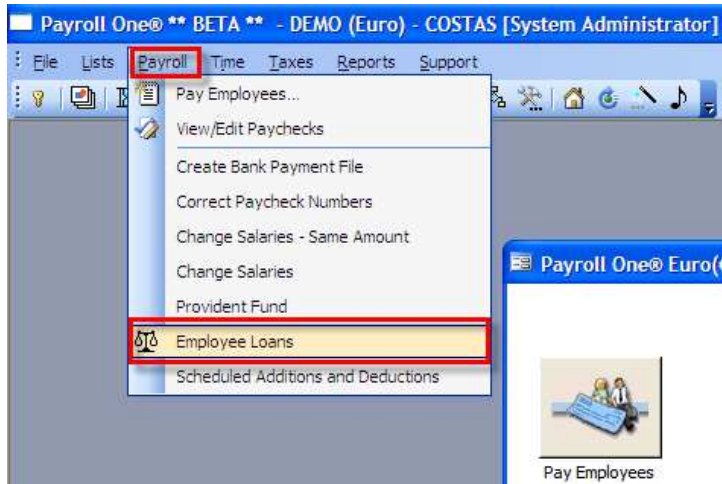 Payroll One® ** BETA ** - DEMO (Euro) - COSTAS [System Administrator]
File Lists Payroll Time Taxes Reports Support
Pay Employees...
View/Edit Paychecks
Create Bank Payment File
Correct Paycheck Numbers
Change Salaries - Same Amount
Change Salaries
Provident Fund
Employee Loans
Scheduled Additions and Deductions
Payroll One® Euro(
Pay Employees